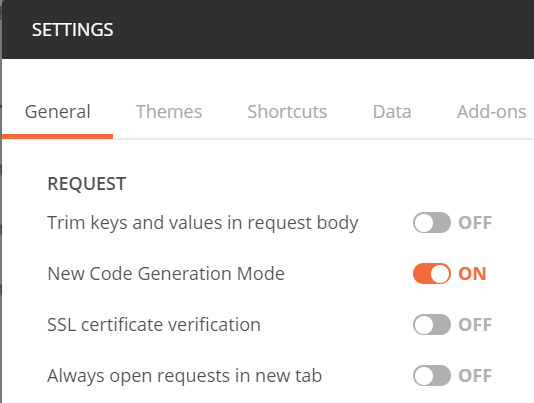 SETTINGS
General Themes Shortcuts Data Add-ons
REQUEST
Trim keys and values in request body OFF
New Code Generation Mode ON
SSL certificate verification OFF
Always open requests in new tab OFF